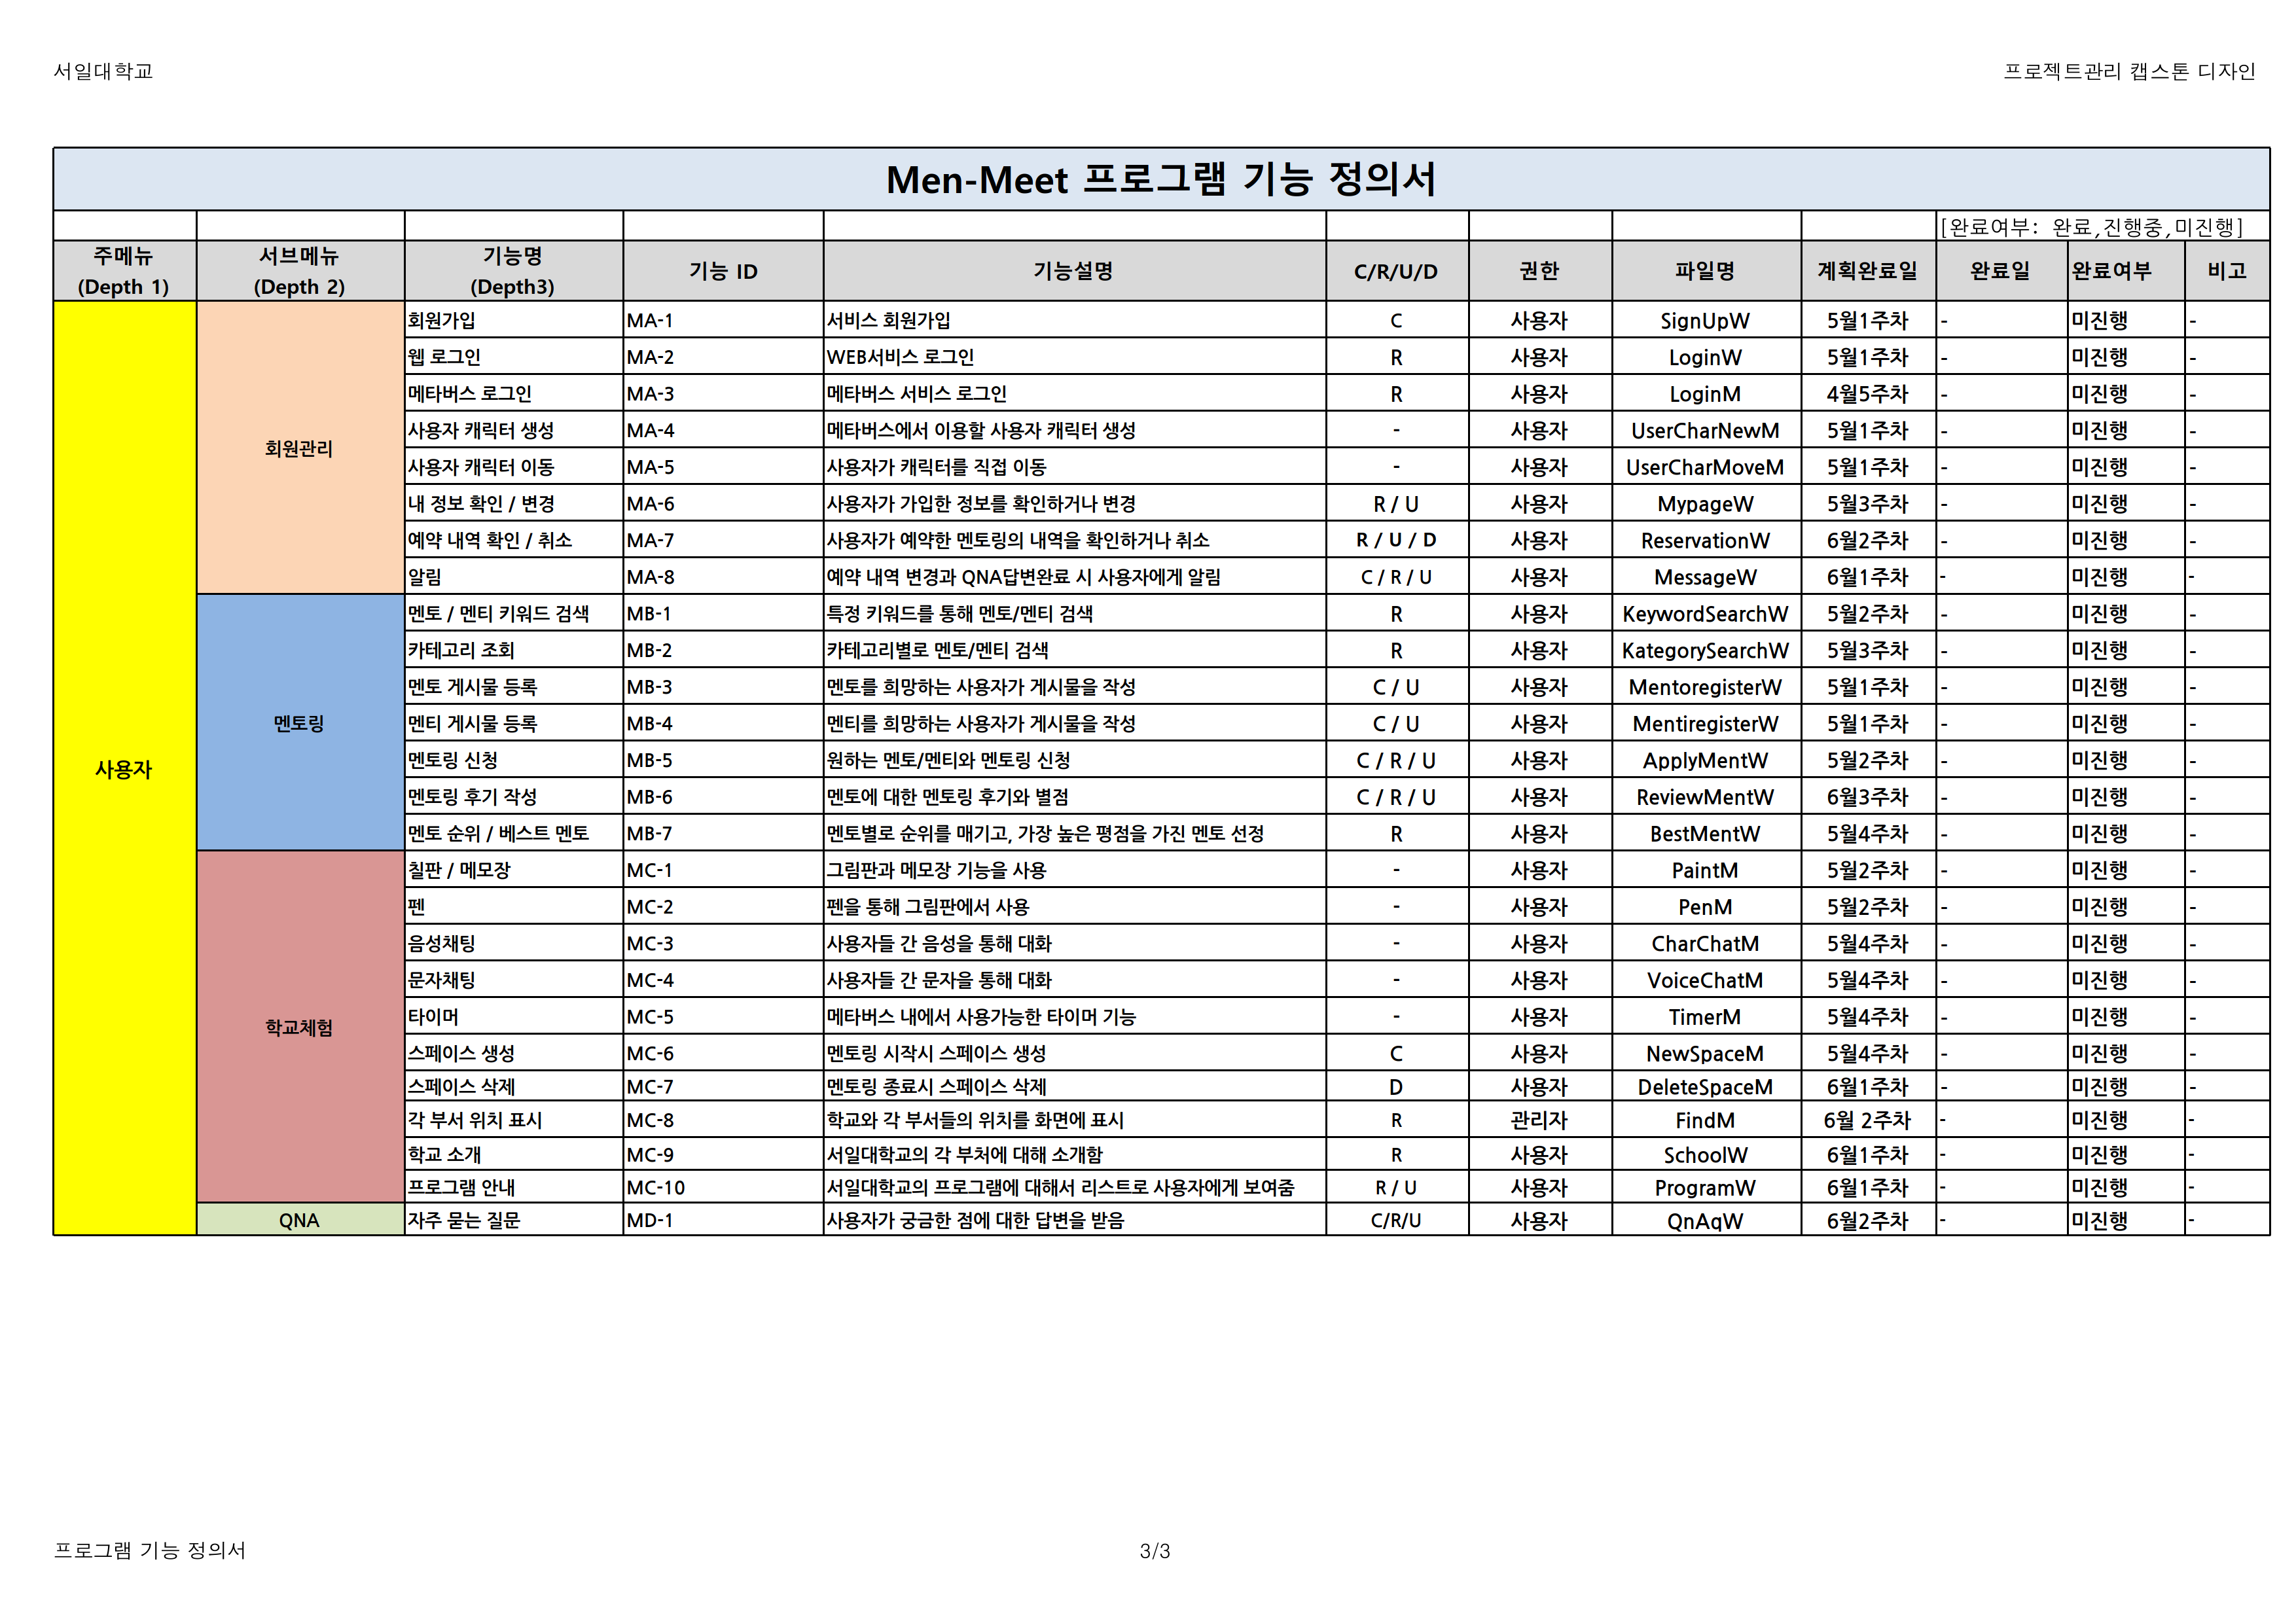 서일대학교
프로젝트관리 캡스톤 디자인
Men-Meet 프로그램 기능 정의서
[완료여부: 완료,진행중,미진행]
주메뉴 (Depth 1) 서브메뉴 (Depth 2) 기능명 (Depth3) 기능 ID 기능설명 C/R/U/D 권한 파일명 계획완료일 완료일 완료여부 비고
사용자
회원관리
회원가입 MA-1 서비스 회원가입 C 사용자 SignUpW 5월1주차 - 미진행 -
웹 로그인 MA-2 WEB서비스 로그인 R 사용자 LoginW 5월1주차 - 미진행 -
메타버스 로그인 MA-3 메타버스 서비스 로그인 R 사용자 LoginM 4월5주차 - 미진행 -
사용자 캐릭터 생성 MA-4 메타버스에서 이용할 사용자 캐릭터 생성 - 사용자 UserCharNewM 5월1주차 - 미진행 -
사용자 캐릭터 이동 MA-5 사용자가 캐릭터를 직접 이동 - 사용자 UserCharMoveM 5월1주차 - 미진행 -
내 정보 확인 / 변경 MA-6 사용자가 가입한 정보를 확인하거나 변경 R / U 사용자 MypageW 5월3주차 - 미진행 -
예약 내역 확인 / 취소 MA-7 사용자가 예약한 멘토링의 내역을 확인하거나 취소 R / U / D 사용자 ReservationW 6월2주차 - 미진행 -
알림 MA-8 예약 내역 변경과 QNA답변완료 시 사용자에게 알림 C / R / U 사용자 MessageW 6월1주차 - 미진행 -
멘토링
멘토 / 멘티 키워드 검색 MB-1 특정 키워드를 통해 멘토/멘티 검색 R 사용자 KeywordSearchW 5월2주차 - 미진행 -
카테고리 조회 MB-2 카테고리별로 멘토/멘티 검색 R 사용자 KategorySearchW 5월3주차 - 미진행 -
멘토 게시물 등록 MB-3 멘토를 희망하는 사용자가 게시물을 작성 C / U 사용자 MentoregisterW 5월1주차 - 미진행 -
멘티 게시물 등록 MB-4 멘티를 희망하는 사용자가 게시물을 작성 C / U 사용자 MentiregisterW 5월1주차 - 미진행 -
멘토링 신청 MB-5 원하는 멘토/멘티와 멘토링 신청 C / R / U 사용자 ApplyMentW 5월2주차 - 미진행 -
멘토링 후기 작성 MB-6 멘토에 대한 멘토링 후기와 별점 C / R / U 사용자 ReviewMentW 6월3주차 - 미진행 -
멘토 순위 / 베스트 멘토 MB-7 멘토별로 순위를 매기고, 가장 높은 평점을 가진 멘토 선정 R 사용자 BestMentW 5월4주차 - 미진행 -
학교체험
칠판 / 메모장 MC-1 그림판과 메모장 기능을 사용 - 사용자 PaintM 5월2주차 - 미진행 -
펜 MC-2 펜을 통해 그림판에서 사용 - 사용자 PenM 5월2주차 - 미진행 -
음성채팅 MC-3 사용자들 간 음성을 통해 대화 - 사용자 CharChatM 5월4주차 - 미진행 -
문자채팅 MC-4 사용자들 간 문자을 통해 대화 - 사용자 VoiceChatM 5월4주차 - 미진행 -
타이머 MC-5 메타버스 내에서 사용가능한 타이머 기능 - 사용자 TimerM 5월4주차 - 미진행 -
스페이스 생성 MC-6 멘토링 시작시 스페이스 생성 C 사용자 NewSpaceM 5월4주차 - 미진행 -
스페이스 삭제 MC-7 멘토링 종료시 스페이스 삭제 D 사용자 DeleteSpaceM 6월1주차 - 미진행 -
각 부서 위치 표시 MC-8 학교와 각 부서들의 위치를 화면에 표시 R 관리자 FindM 6월 2주차 - 미진행 -
학교 소개 MC-9 서일대학교의 각 부처에 대해 소개함 R 사용자 SchoolW 6월1주차 - 미진행 -
프로그램 안내 MC-10 서일대학교의 프로그램에 대해서 리스트로 사용자에게 보여줌 R / U 사용자 ProgramW 6월1주차 - 미진행 -
QNA 자주 묻는 질문 MD-1 사용자가 궁금한 점에 대한 답변을 받음 C/R/U 사용자 QnAqW 6월2주차 - 미진행 -
프로그램 기능 정의서
3/3